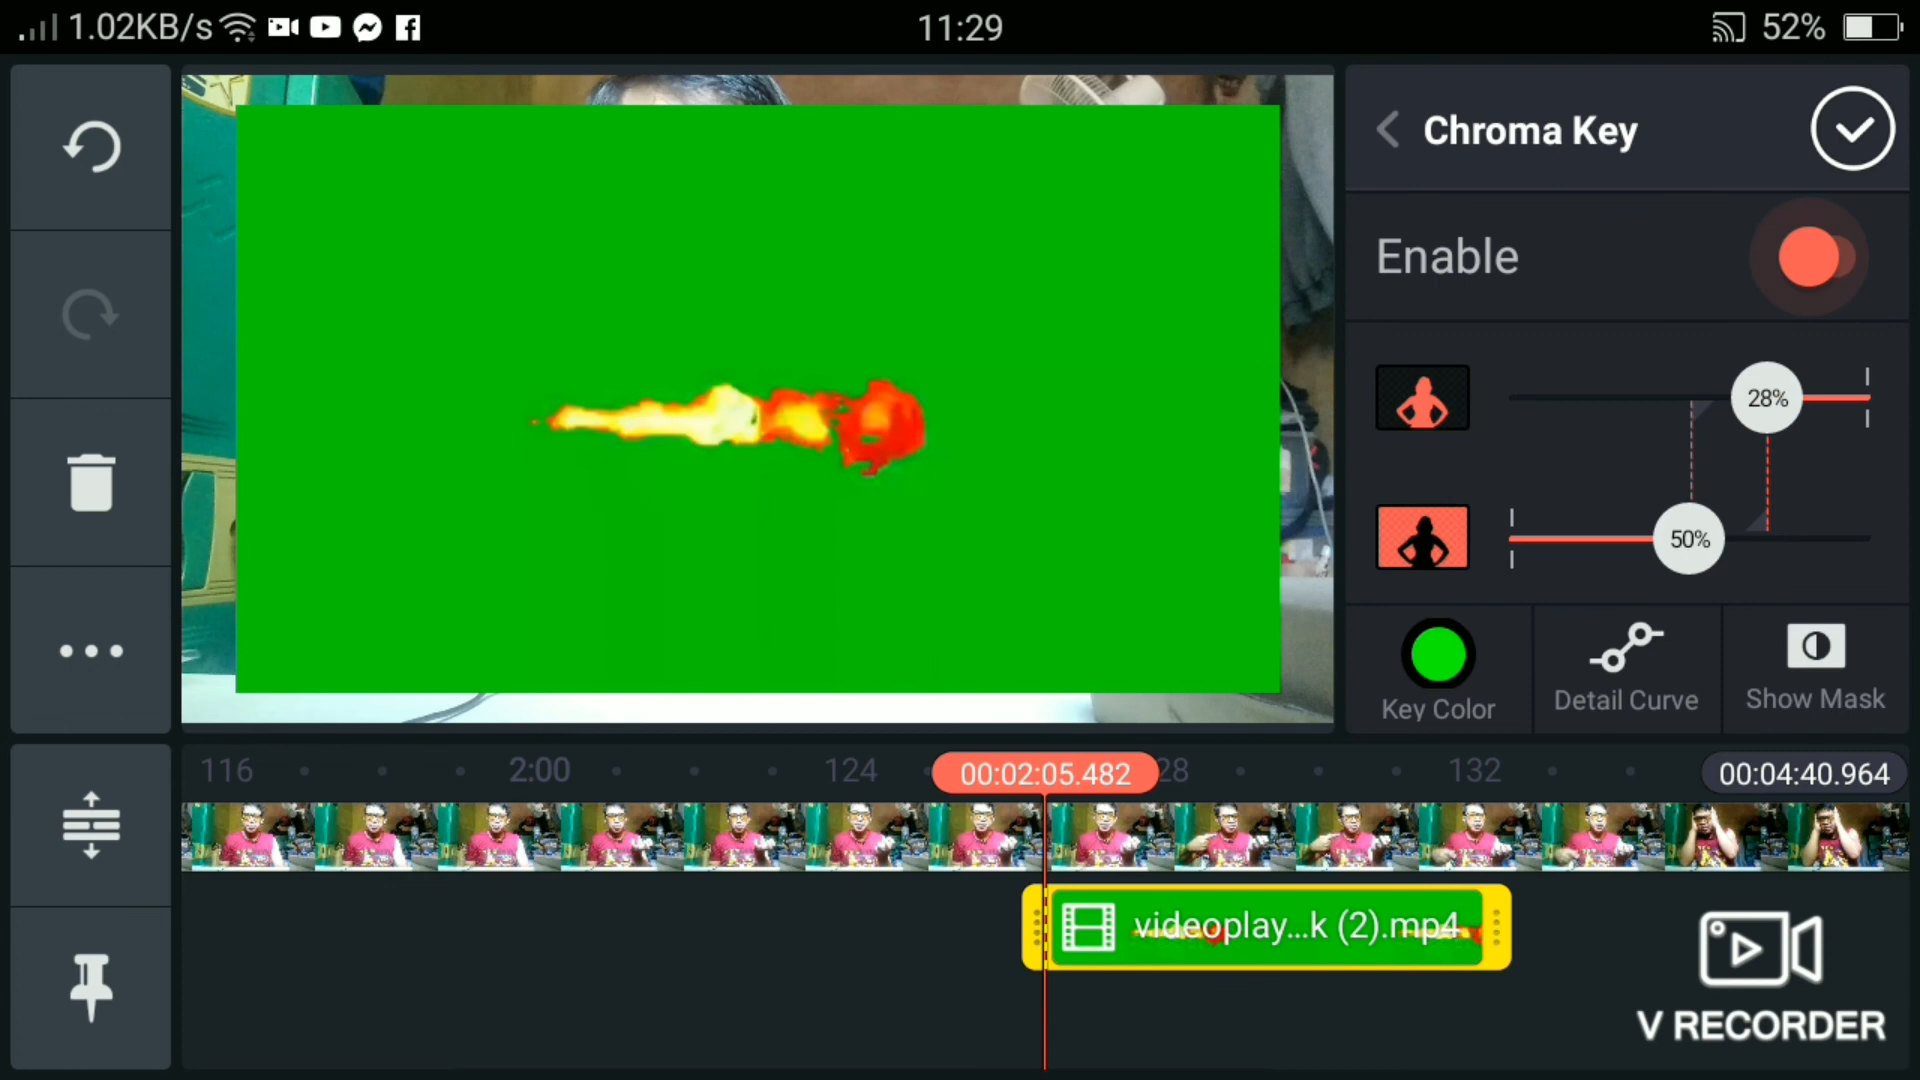 1.02KB/s
11:29
52%
Chroma Key
Enable
28%
50%
Key Color
Detail Curve
Show Mask
116
2:00
124
00:02:05.482
28
132
00:04:40.964
videoplay...k (2).mp4
V RECORDER